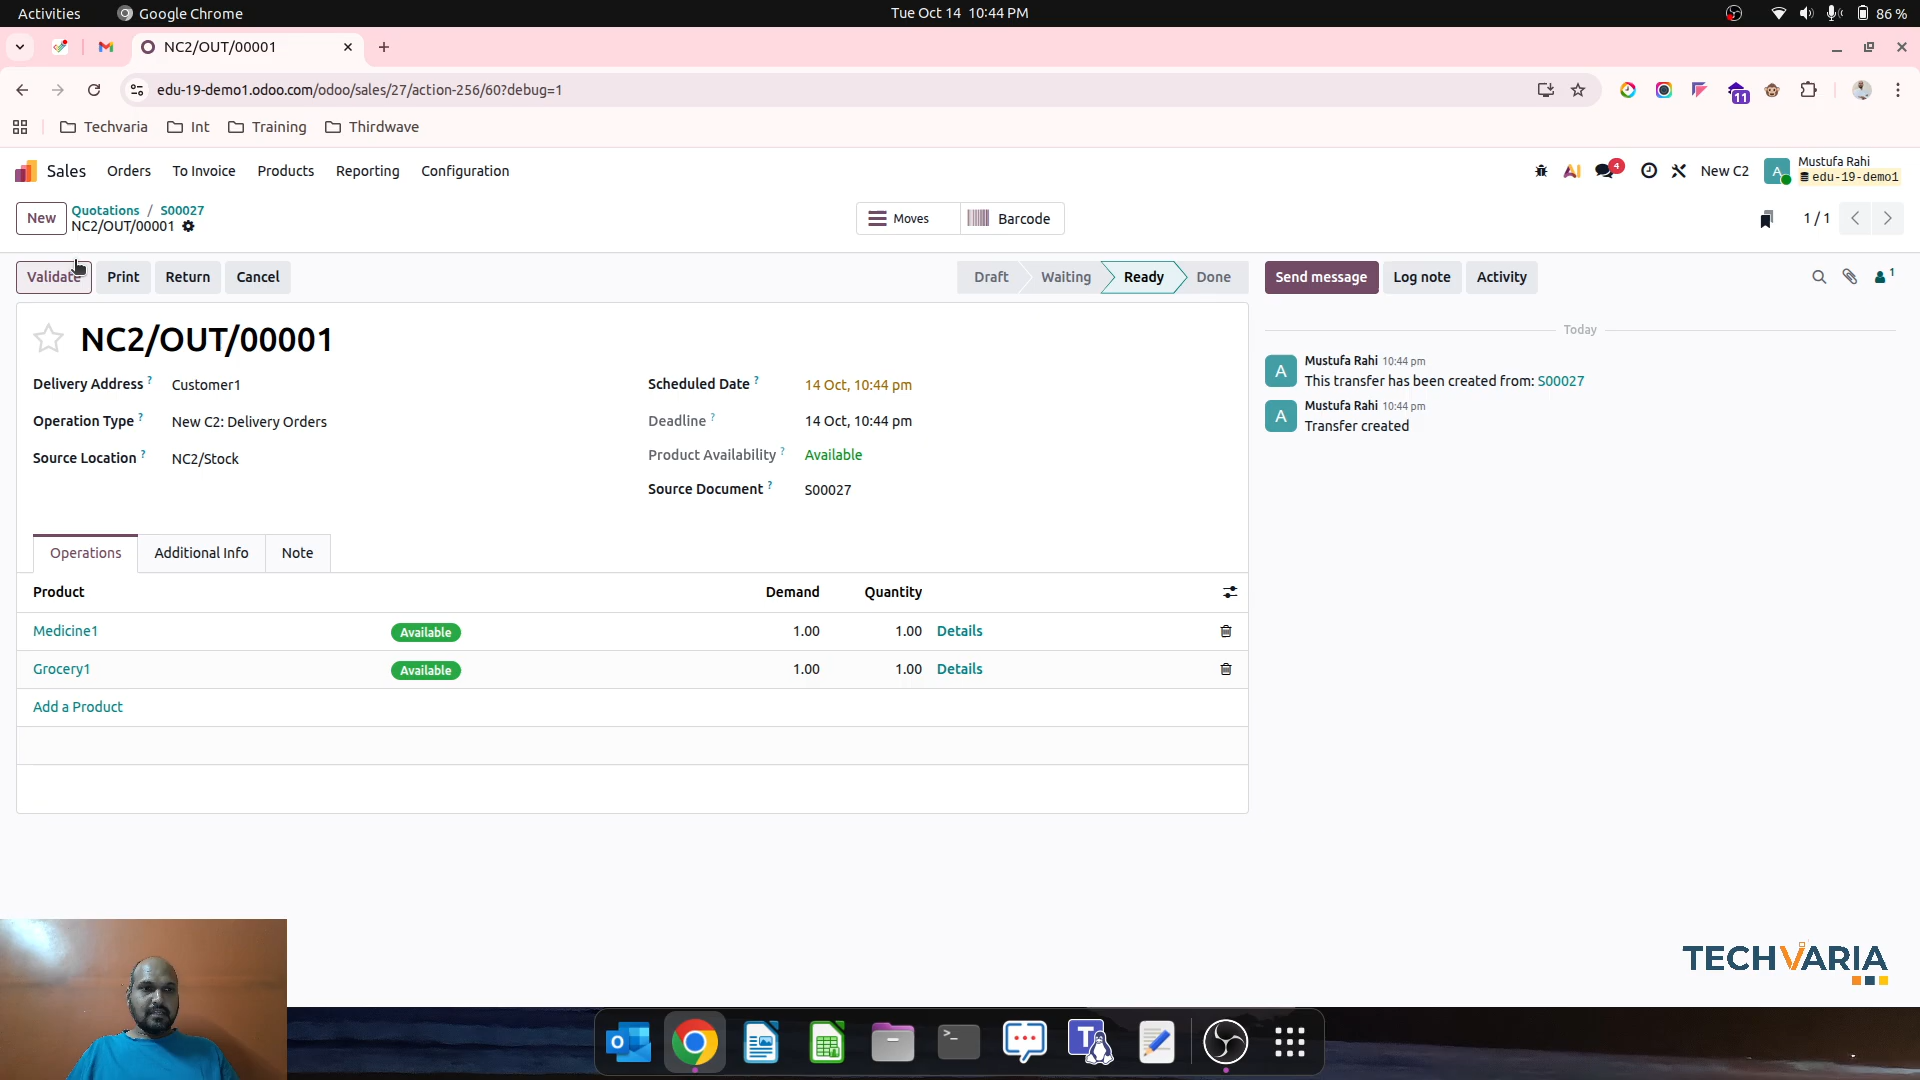 Activities Google Chrome Tue Oct 14 10:44 PM 86 %
NC2/OUT/00001
edu-19-demo1.odoo.com/odoo/sales/27/action-256/60?debug=1 11
Techvaria Int Training Thirdwave
Sales Orders To Invoice Products Reporting Configuration AI 4 New C2 A Mustufa Rahi
edu-19-demo1
New Quotations / S00027 Moves Barcode 1 / 1
NC2/OUT/00001
Validate Print Return Cancel Draft Waiting Ready Done Send message Log note Activity 1
NC2/OUT/00001
Today
Delivery Address ? Customer1 Scheduled Date ? 14 Oct, 10:44 pm
Operation Type ? New C2: Delivery Orders Deadline ? 14 Oct, 10:44 pm
Source Location ? NC2/Stock Product Availability ? Available
Source Document ? S00027
A Mustufa Rahi 10:44 pm
This transfer has been created from: S00027
A Mustufa Rahi 10:44 pm
Transfer created
Operations Additional Info Note
Product Demand Quantity
Medicine1 Available 1.00 1.00 Details
Grocery1 Available 1.00 1.00 Details
Add a Product
TECHVARIA